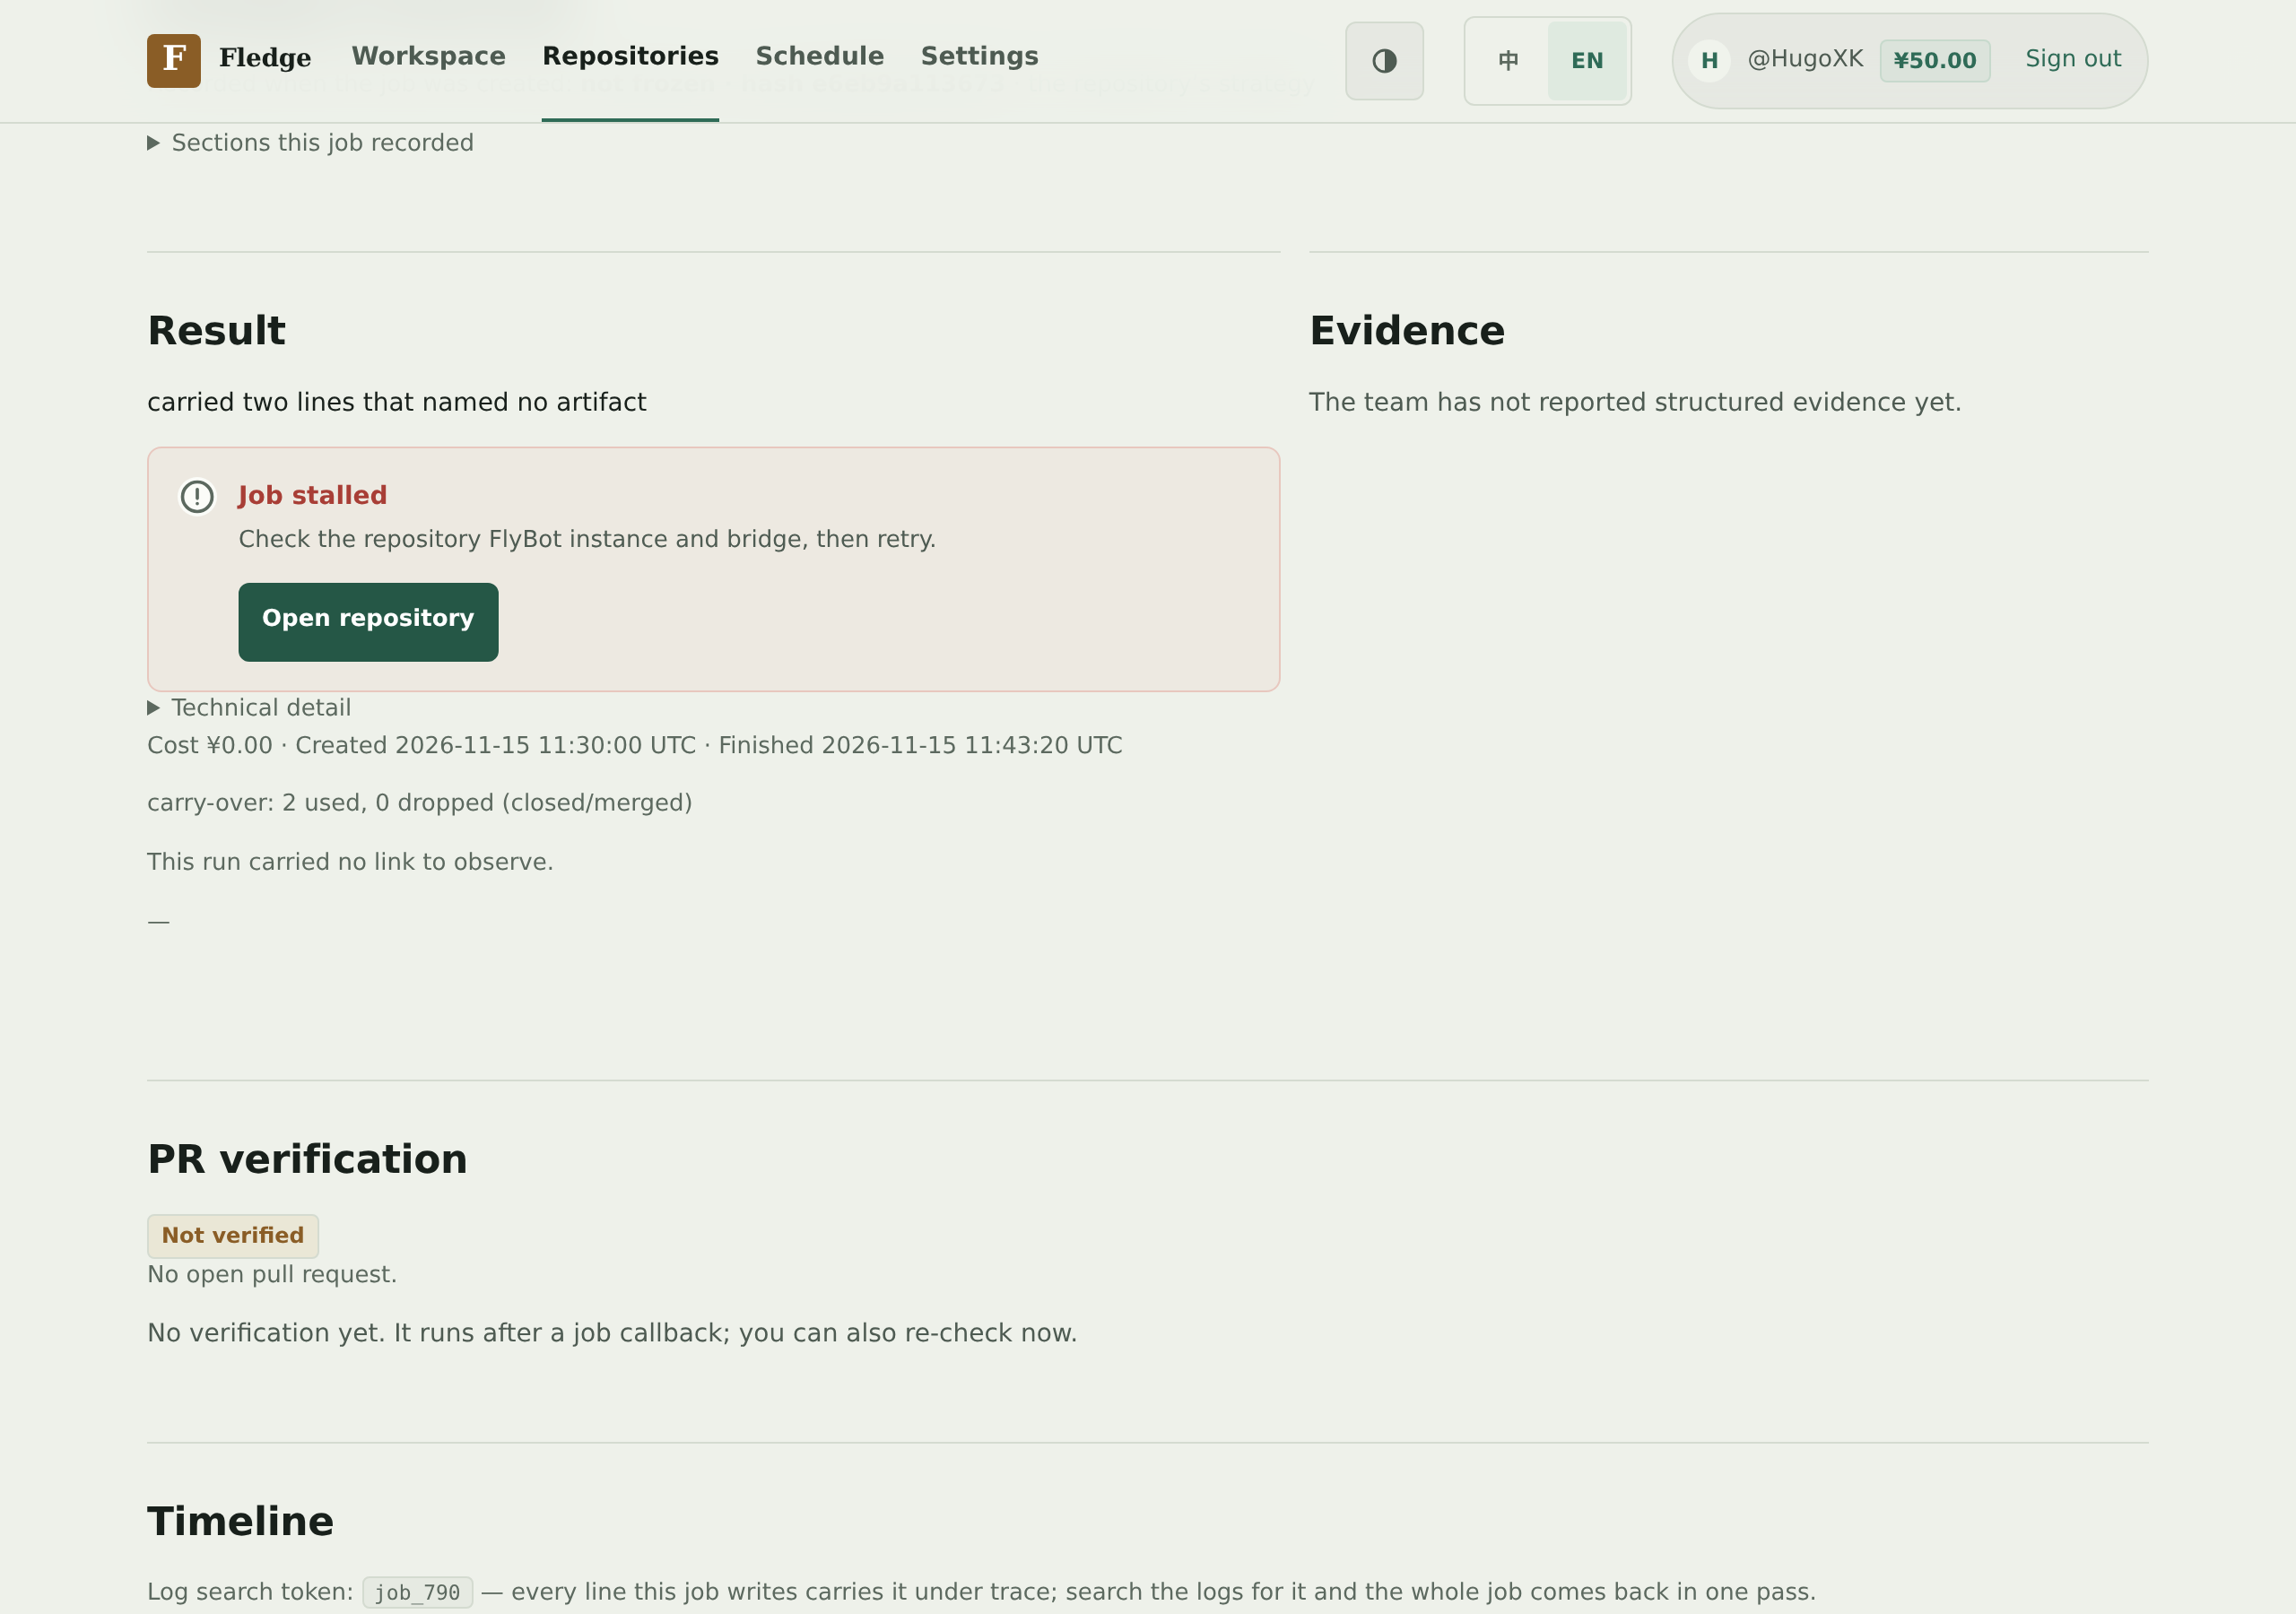 F Fledge Workspace Repositories Schedule Settings 中 EN H @HugoXK ¥50.00 Sign out
Sections this job recorded
Result
carried two lines that named no artifact
Job stalled
Check the repository FlyBot instance and bridge, then retry.
Open repository
Technical detail
Cost ¥0.00 · Created 2026-11-15 11:30:00 UTC · Finished 2026-11-15 11:43:20 UTC
carry-over: 2 used, 0 dropped (closed/merged)
This run carried no link to observe.
—
Evidence
The team has not reported structured evidence yet.
PR verification
Not verified
No open pull request.
No verification yet. It runs after a job callback; you can also re-check now.
Timeline
Log search token: job_790 — every line this job writes carries it under trace; search the logs for it and the whole job comes back in one pass.